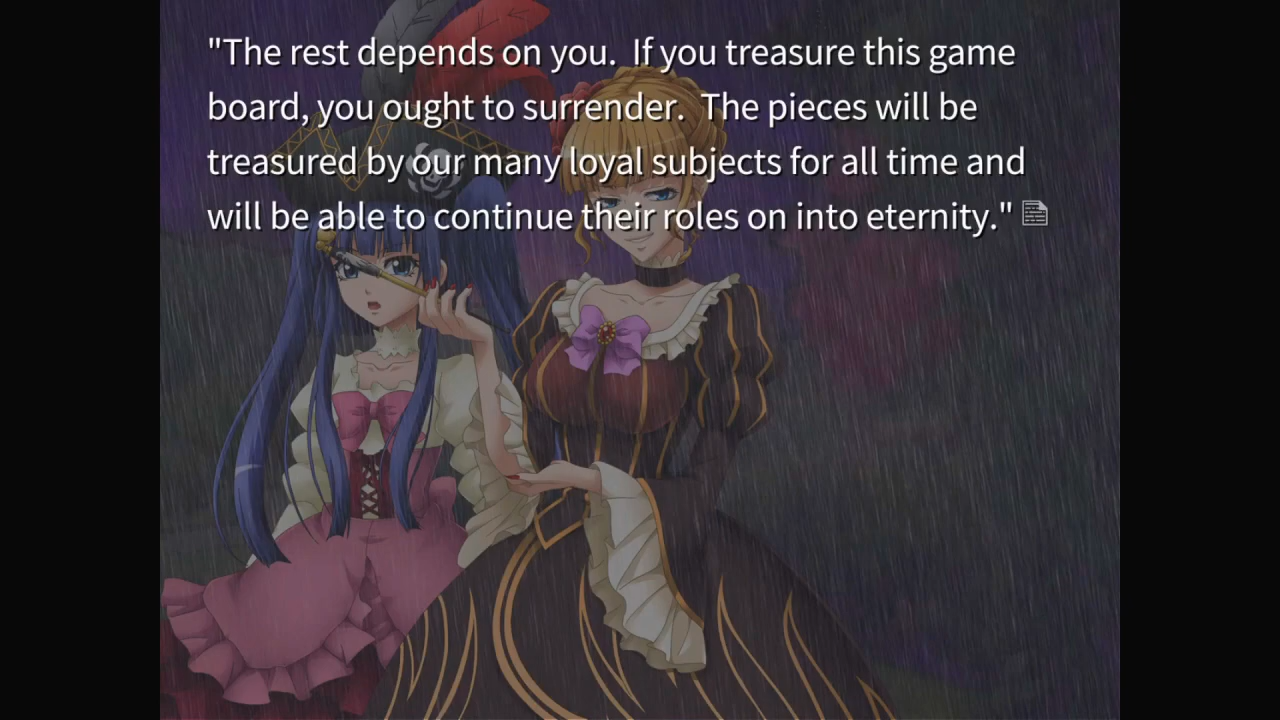 "The rest depends on you.  If you treasure this game
board, you ought to surrender.  The pieces will be
treasured by our many loyal subjects for all time and
will be able to continue their roles on into eternity."